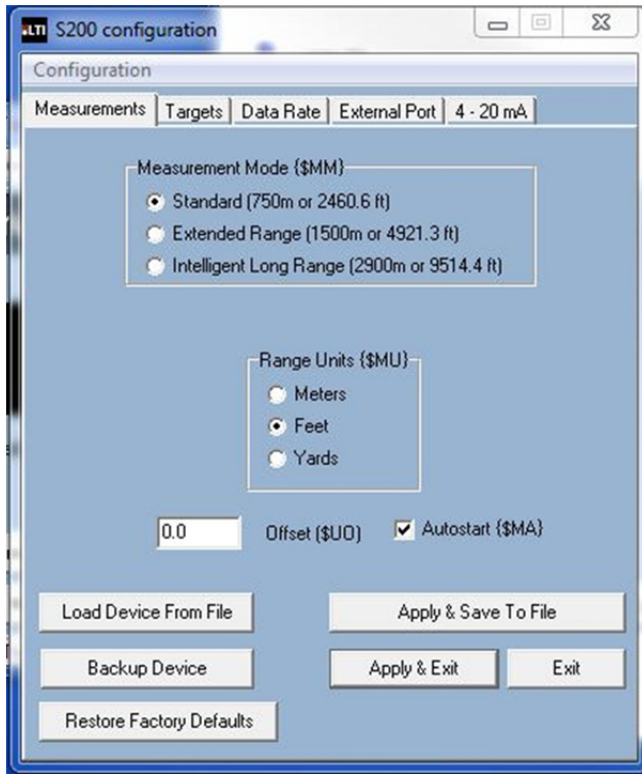 LTI S200 configuration
Configuration
Measurements Targets Data Rate External Port 4 - 20 mA
Measurement Mode {$MM}
Standard (750m or 2460.6 ft)
Extended Range (1500m or 4921.3 ft)
Intelligent Long Range (2900m or 9514.4 ft)
Range Units {$MU}
Meters
Feet
Yards
0.0 Offset {$UO} Autostart {$MA}
Load Device From File Apply & Save To File
Backup Device Apply & Exit Exit
Restore Factory Defaults